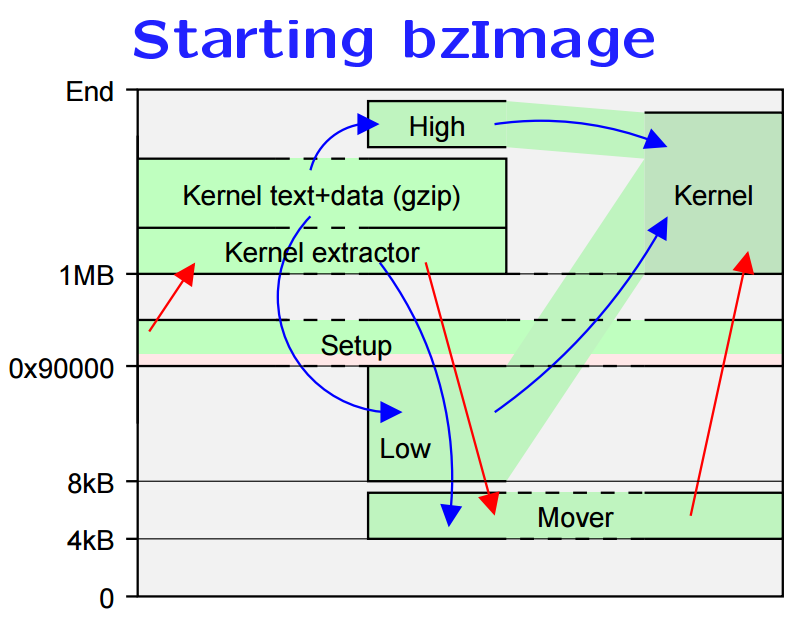 Starting bzImage
End
High
Kernel text+data (gzip)
Kernel
Kernel extractor
1MB
Setup
0x90000
Low
8kB
Mover
4kB
0